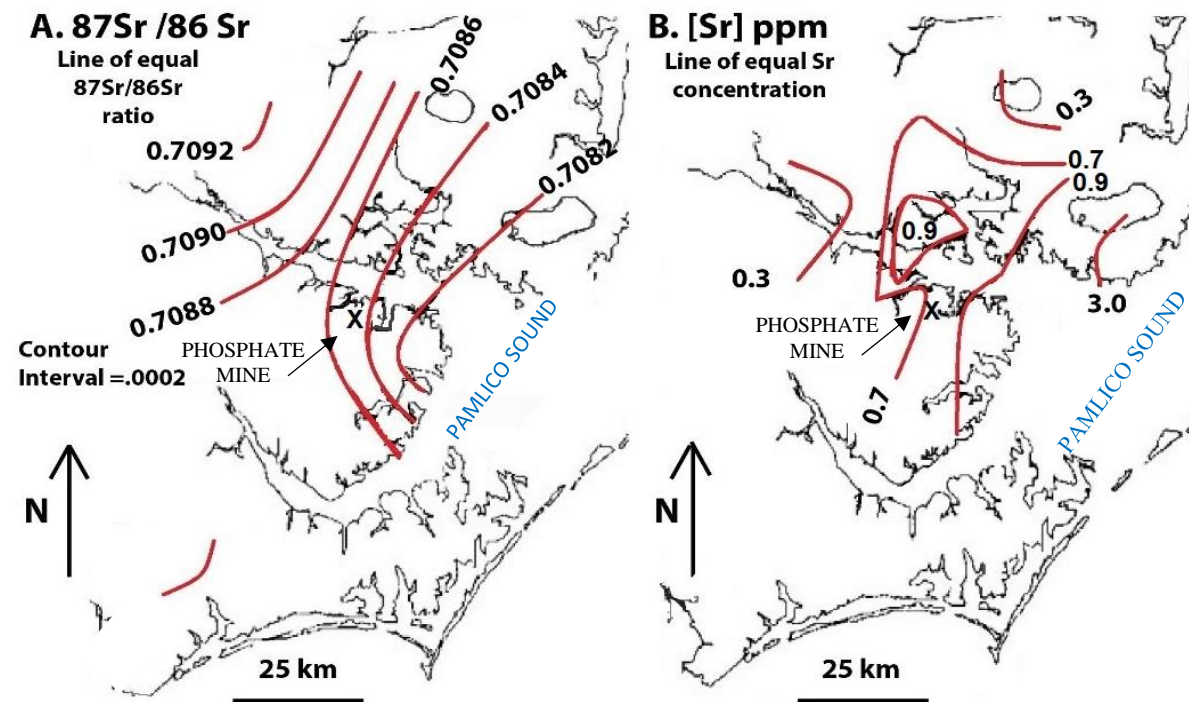 A. 87Sr /86 Sr
Line of equal
87Sr/86Sr
ratio
0.7092
0.7090
0.7088
0.7086
0.7084
0.7082
Contour
Interval =.0002
PHOSPHATE
MINE
X
PAMLICO SOUND
N
25 km
B. [Sr] ppm
Line of equal Sr
concentration
0.3
0.7
0.9
0.9
0.3
3.0
PHOSPHATE
MINE
X
0.7
PAMLICO SOUND
N
25 km